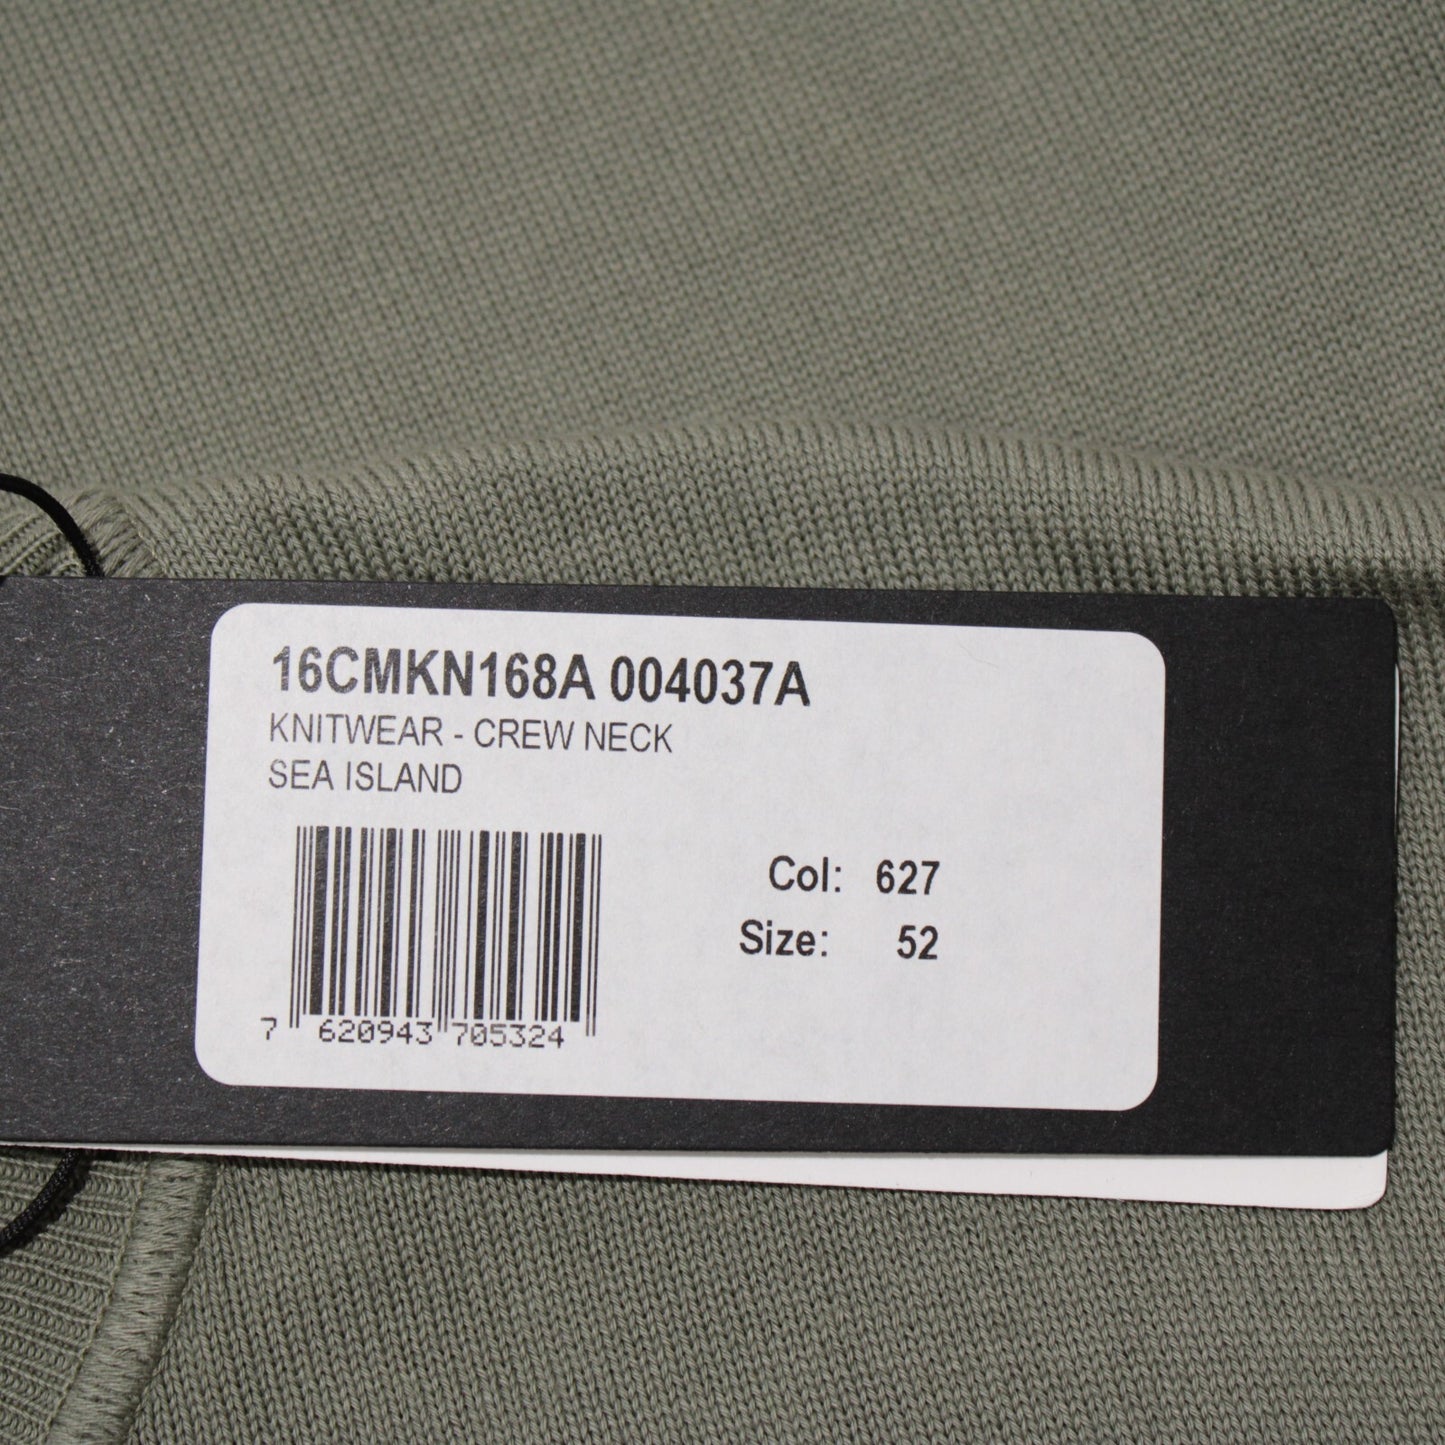 16CMKN168A 004037A
KNITWEAR - CREW NECK
SEA ISLAND
Col: 627
Size: 52
7 620943 705324